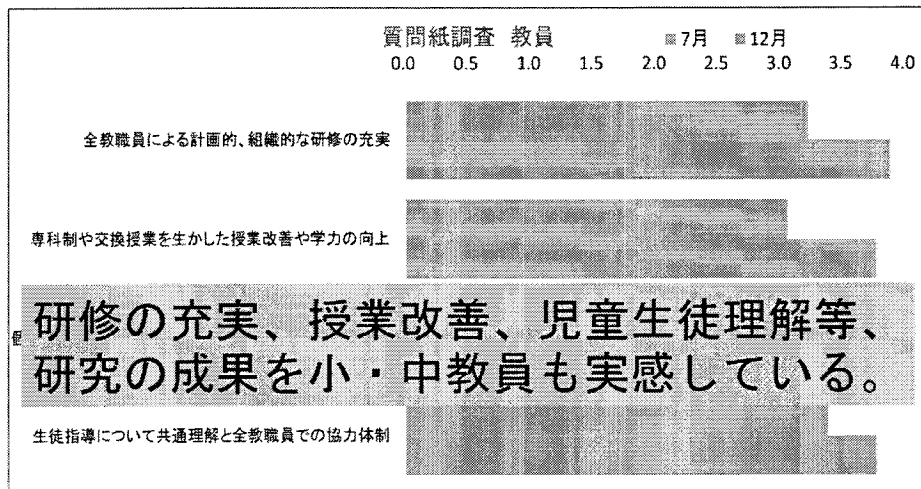 質問紙調査 教員
■7月 ■12月
0.0 0.5 1.0 1.5 2.0 2.5 3.0 3.5 4.0
全教職員による計画的、組織的な研修の充実
専科制や交換授業を生かした授業改善や学力の向上
研修の充実、授業改善、児童生徒理解等、
研究の成果を小・中教員も実感している。
生徒指導について共通理解と全教職員での協力体制